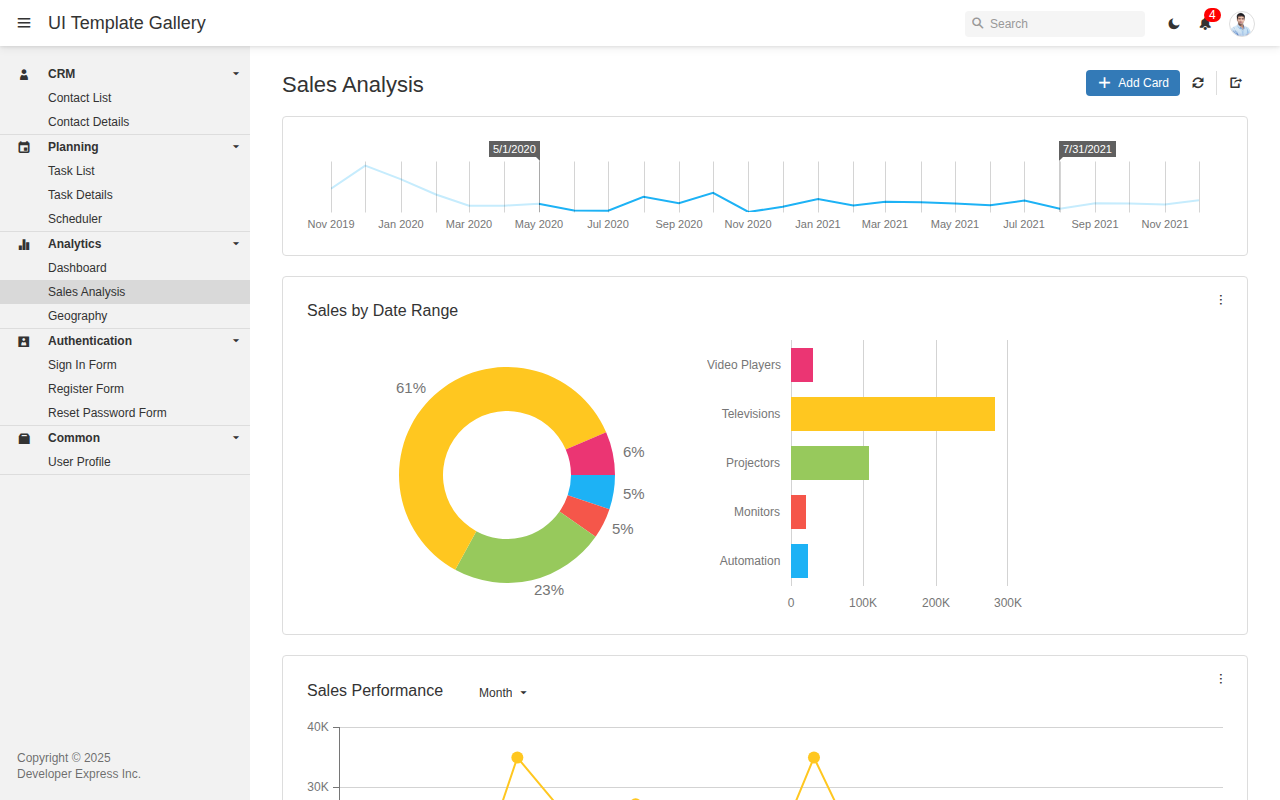 UI Template Gallery
Search
4
CRM
Contact List
Contact Details
Planning
Task List
Task Details
Scheduler
Analytics
Dashboard
Sales Analysis
Geography
Authentication
Sign In Form
Register Form
Reset Password Form
Common
User Profile
Copyright © 2025
Developer Express Inc.
Sales Analysis
Add Card
5/1/2020
7/31/2021
Nov 2019 Jan 2020 Mar 2020 May 2020 Jul 2020 Sep 2020 Nov 2020 Jan 2021 Mar 2021 May 2021 Jul 2021 Sep 2021 Nov 2021
Sales by Date Range
61%
6%
5%
5%
23%
Video Players
Televisions
Projectors
Monitors
Automation
0 100K 200K 300K
Sales Performance
Month
40K
30K